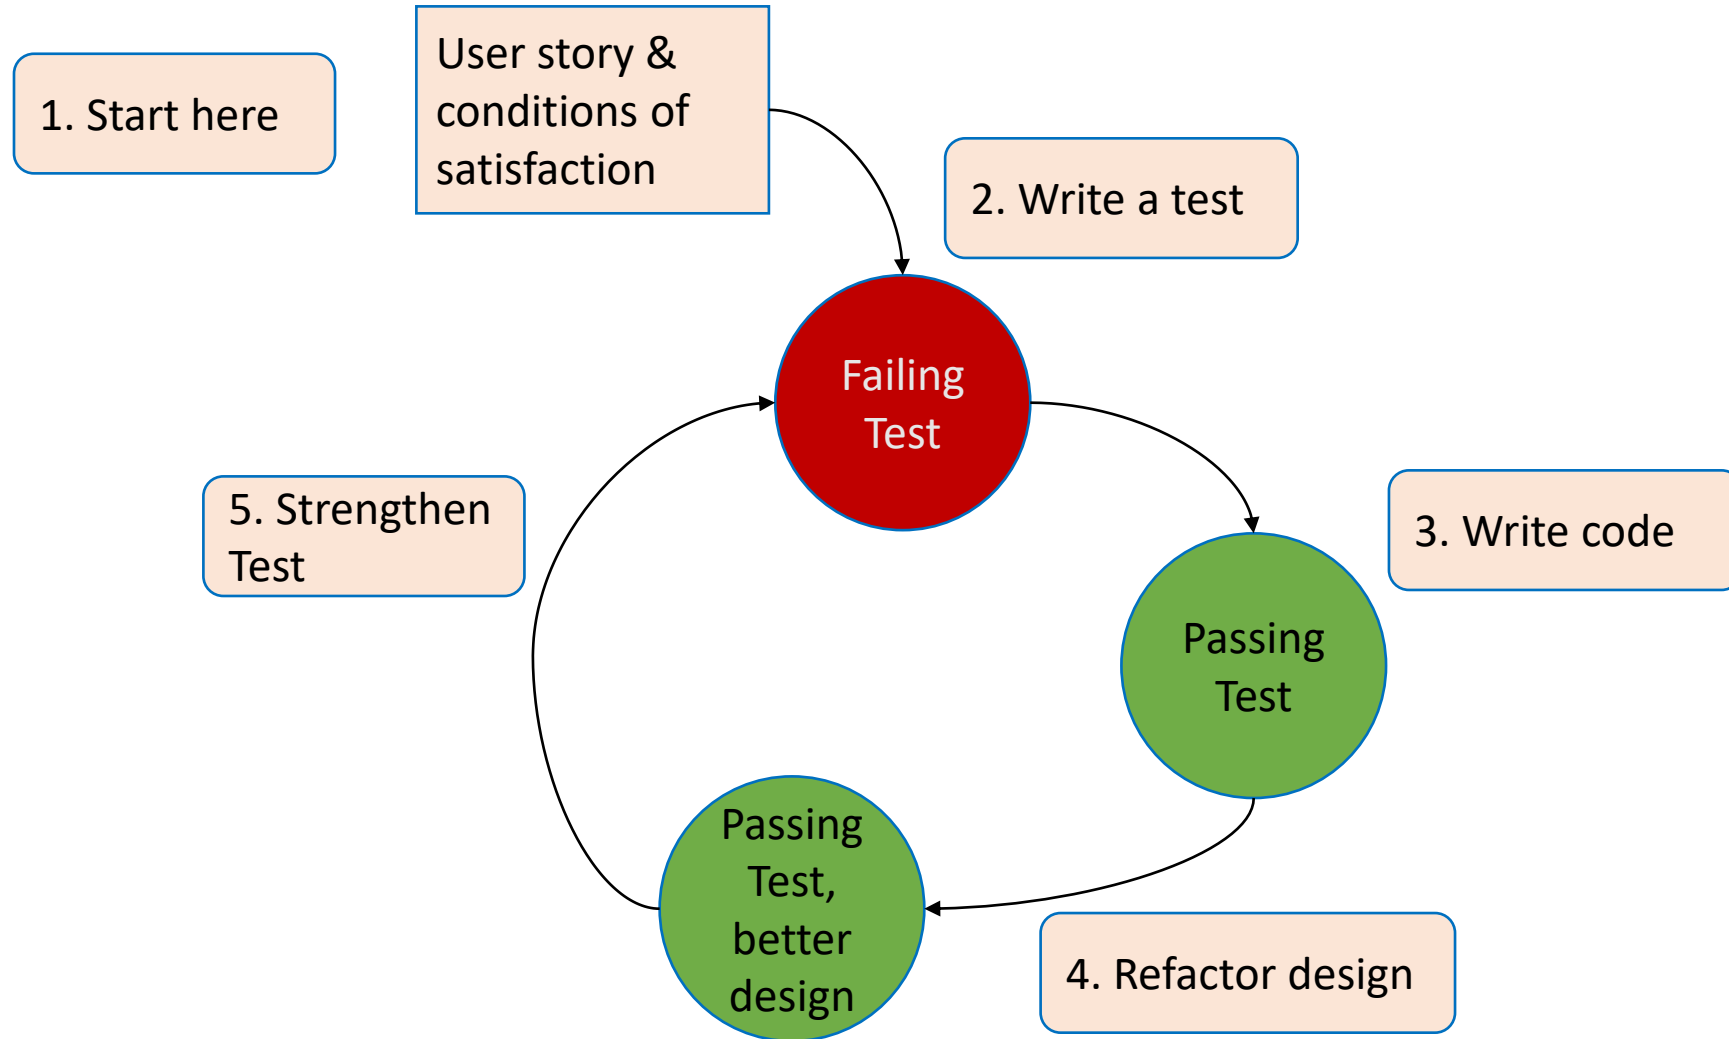 1. Start here
User story &
conditions of
satisfaction
2. Write a test
Failing
Test
5. Strengthen
Test
3. Write code
Passing
Test
Passing
Test,
better
design
4. Refactor design